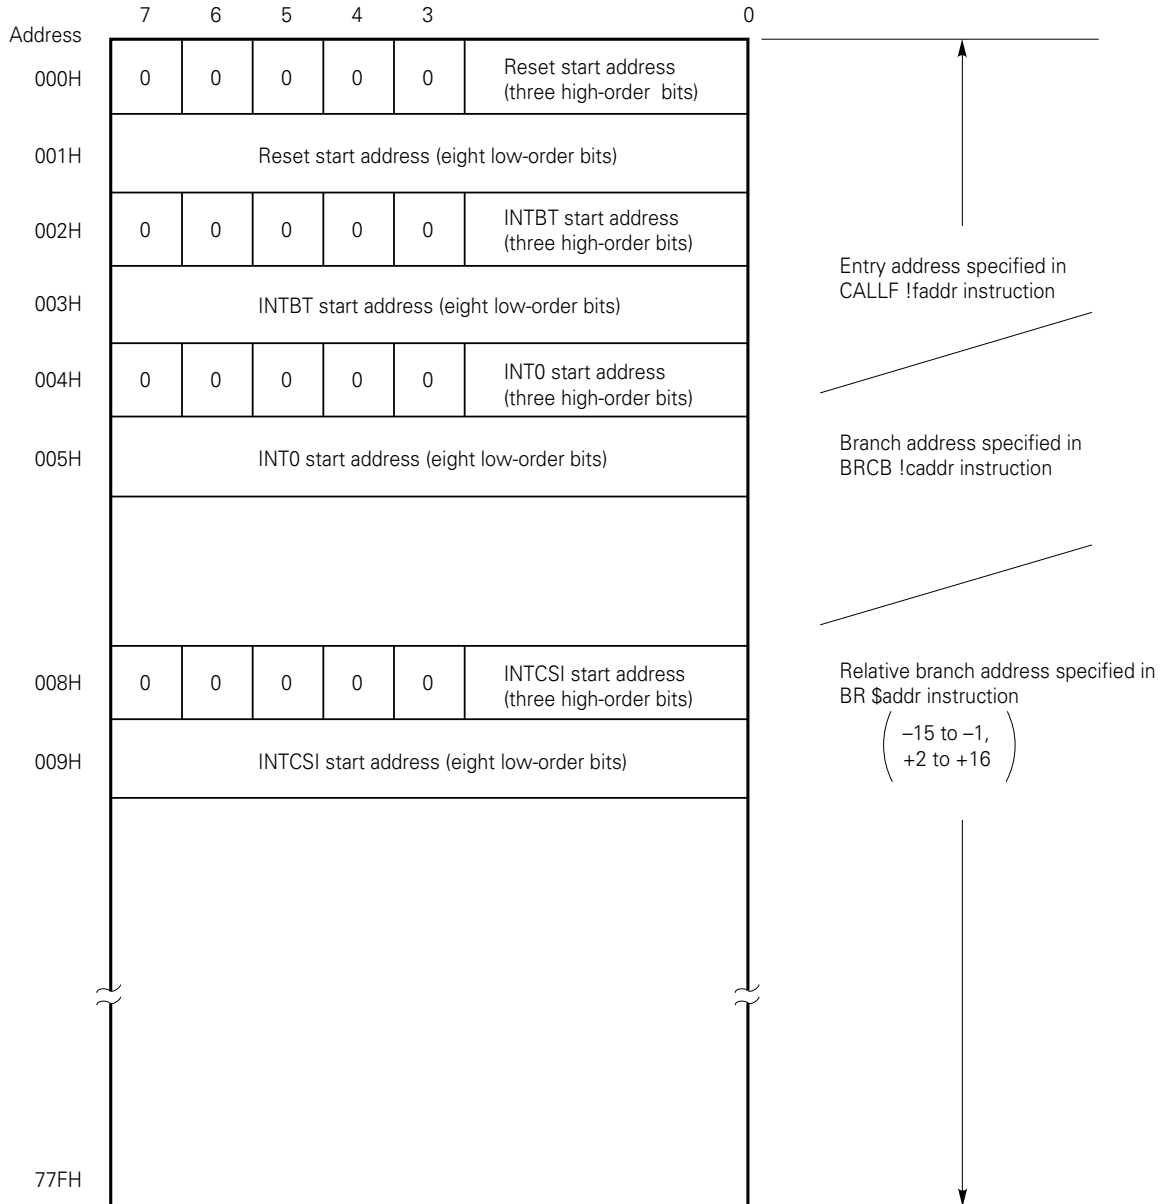 7 6 5 4 3 0
Address
000H 0 0 0 0 0 Reset start address
(three high-order bits)
001H Reset start address (eight low-order bits)
002H 0 0 0 0 0 INTBT start address
(three high-order bits)
003H INTBT start address (eight low-order bits)
004H 0 0 0 0 0 INT0 start address
(three high-order bits)
005H INT0 start address (eight low-order bits)
008H 0 0 0 0 0 INTCSI start address
(three high-order bits)
009H INTCSI start address (eight low-order bits)
77FH
Entry address specified in
CALLF !faddr instruction
Branch address specified in
BRCB !caddr instruction
Relative branch address specified in
BR $addr instruction
–15 to –1,
+2 to +16